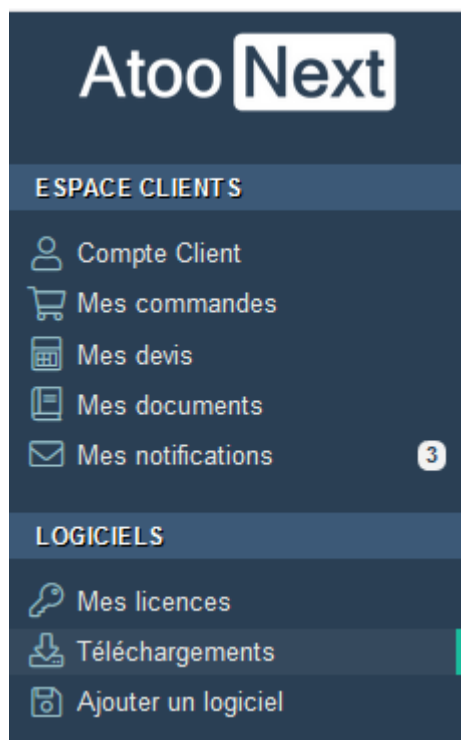 Atoo Next
ESPACE CLIENTS
Compte Client
Mes commandes
Mes devis
Mes documents
Mes notifications 3
LOGICIELS
Mes licences
Téléchargements
Ajouter un logiciel